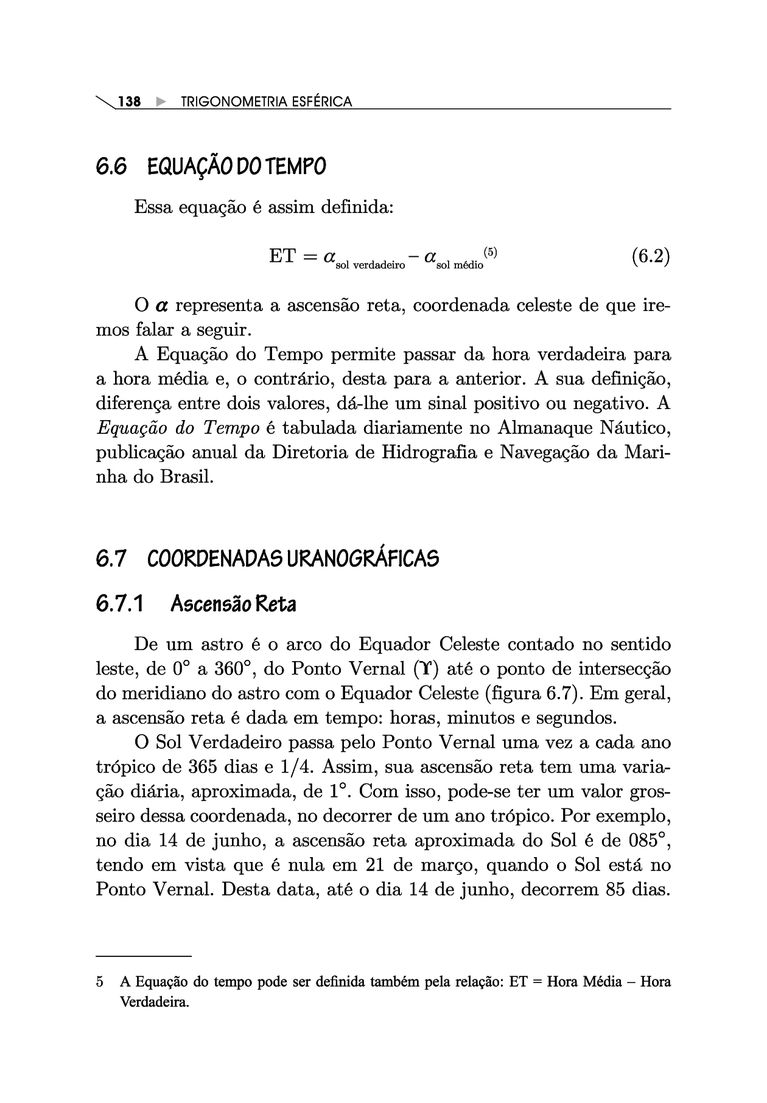 138 ▶ TRIGONOMETRIA ESFÉRICA
6.6 EQUAÇÃO DO TEMPO
Essa equação é assim definida:
ET = α sol verdadeiro – α sol médio (5) (6.2)
O α representa a ascensão reta, coordenada celeste de que ire-
mos falar a seguir.
A Equação do Tempo permite passar da hora verdadeira para
a hora média e, o contrário, desta para a anterior. A sua definição,
diferença entre dois valores, dá-lhe um sinal positivo ou negativo. A
Equação do Tempo é tabulada diariamente no Almanaque Náutico,
publicação anual da Diretoria de Hidrografia e Navegação da Mari-
nha do Brasil.
6.7 COORDENADAS URANOGRÁFICAS
6.7.1 Ascensão Reta
De um astro é o arco do Equador Celeste contado no sentido
leste, de 0° a 360°, do Ponto Vernal (ϒ) até o ponto de intersecção
do meridiano do astro com o Equador Celeste (figura 6.7). Em geral,
a ascensão reta é dada em tempo: horas, minutos e segundos.
O Sol Verdadeiro passa pelo Ponto Vernal uma vez a cada ano
trópico de 365 dias e 1/4. Assim, sua ascensão reta tem uma varia-
ção diária, aproximada, de 1°. Com isso, pode-se ter um valor gros-
seiro dessa coordenada, no decorrer de um ano trópico. Por exemplo,
no dia 14 de junho, a ascensão reta aproximada do Sol é de 085°,
tendo em vista que é nula em 21 de março, quando o Sol está no
Ponto Vernal. Desta data, até o dia 14 de junho, decorrem 85 dias.
5 A Equação do tempo pode ser definida também pela relação: ET = Hora Média – Hora
Verdadeira.